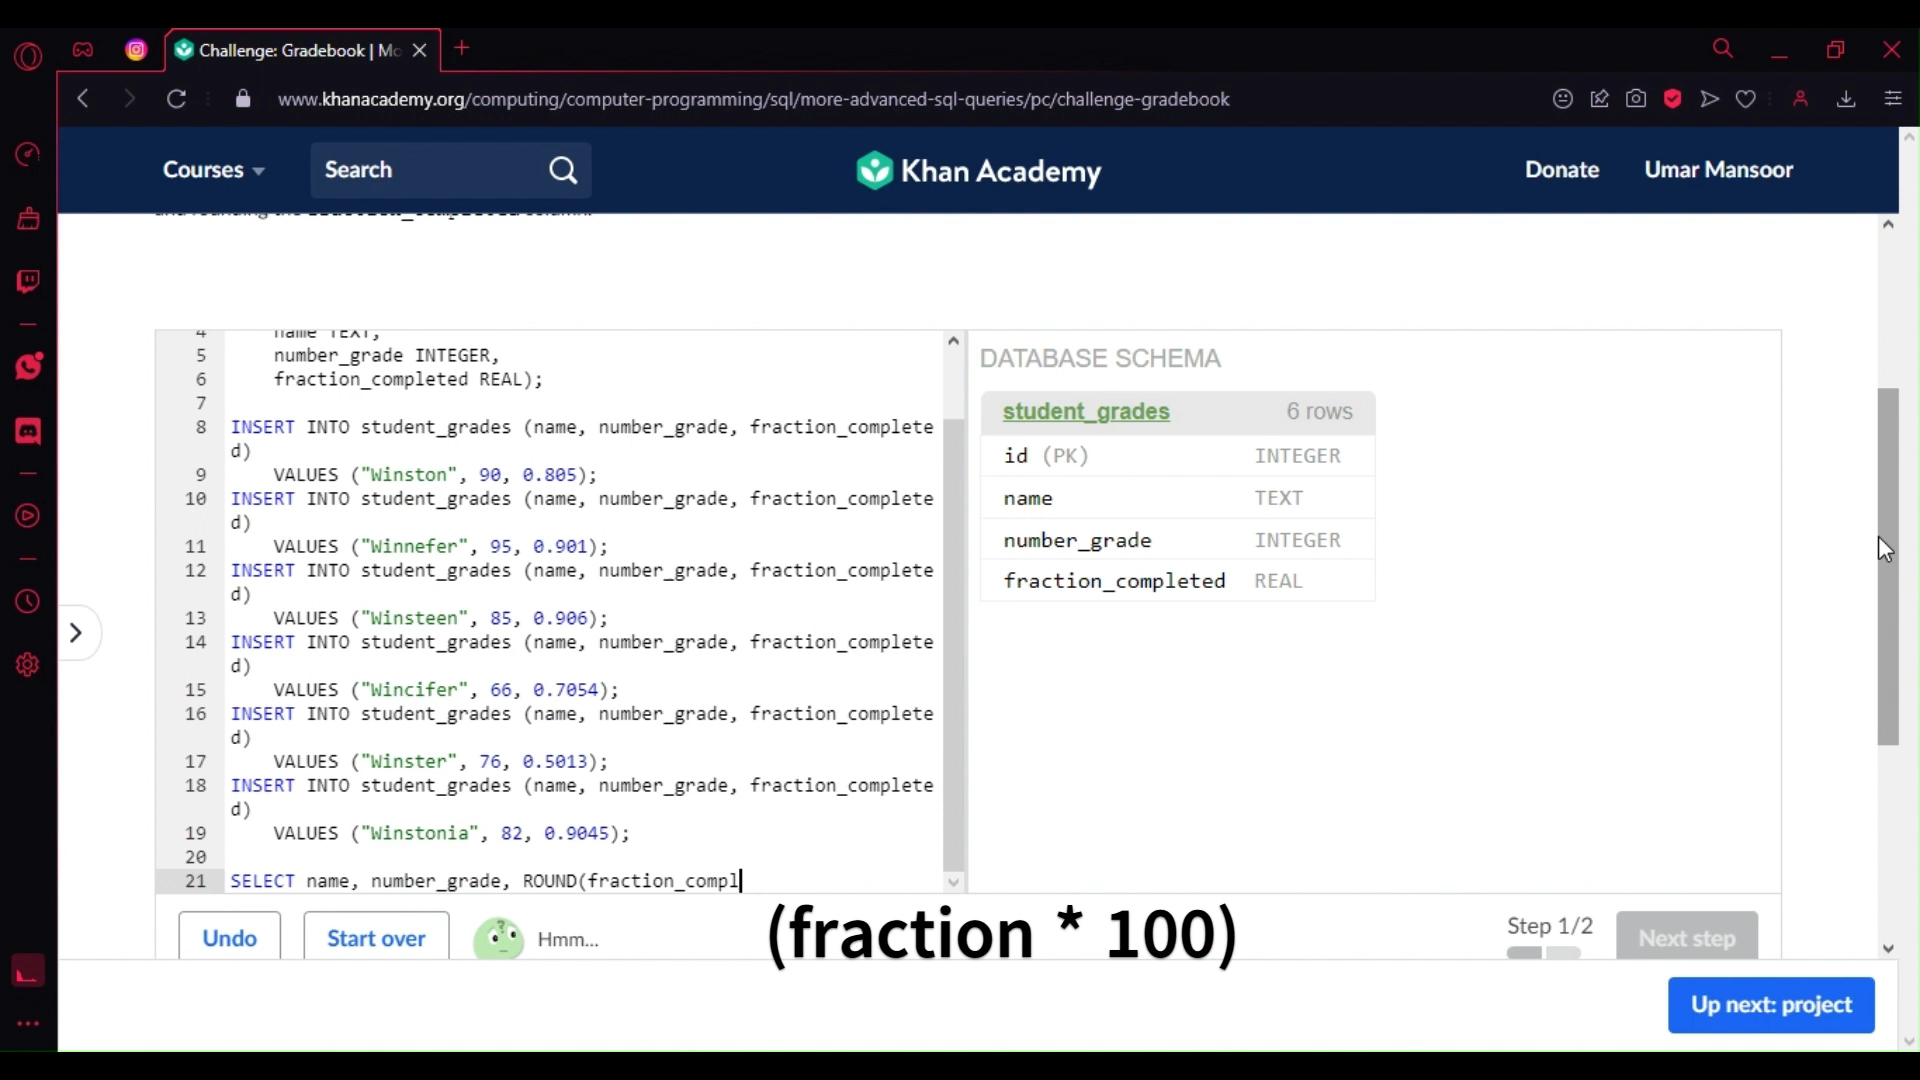 Challenge: Gradebook | Mo
www.khanacademy.org/computing/computer-programming/sql/more-advanced-sql-queries/pc/challenge-gradebook
Courses
Search
Khan Academy
Donate
Umar Mansoor
4 name TEXT,
5 number_grade INTEGER,
6 fraction_completed REAL);
7
8 INSERT INTO student_grades (name, number_grade, fraction_complete
d)
9 VALUES ("Winston", 90, 0.805);
10 INSERT INTO student_grades (name, number_grade, fraction_complete
d)
11 VALUES ("Winnefer", 95, 0.901);
12 INSERT INTO student_grades (name, number_grade, fraction_complete
d)
13 VALUES ("Winsteen", 85, 0.906);
14 INSERT INTO student_grades (name, number_grade, fraction_complete
d)
15 VALUES ("Wincifer", 66, 0.7054);
16 INSERT INTO student_grades (name, number_grade, fraction_complete
d)
17 VALUES ("Winster", 76, 0.5013);
18 INSERT INTO student_grades (name, number_grade, fraction_complete
d)
19 VALUES ("Winstonia", 82, 0.9045);
20
21 SELECT name, number_grade, ROUND(fraction_compl
DATABASE SCHEMA
student_grades 6 rows
id (PK) INTEGER
name TEXT
number_grade INTEGER
fraction_completed REAL
Undo
Start over
Hmm...
(fraction * 100)
Step 1/2
Next step
Up next: project